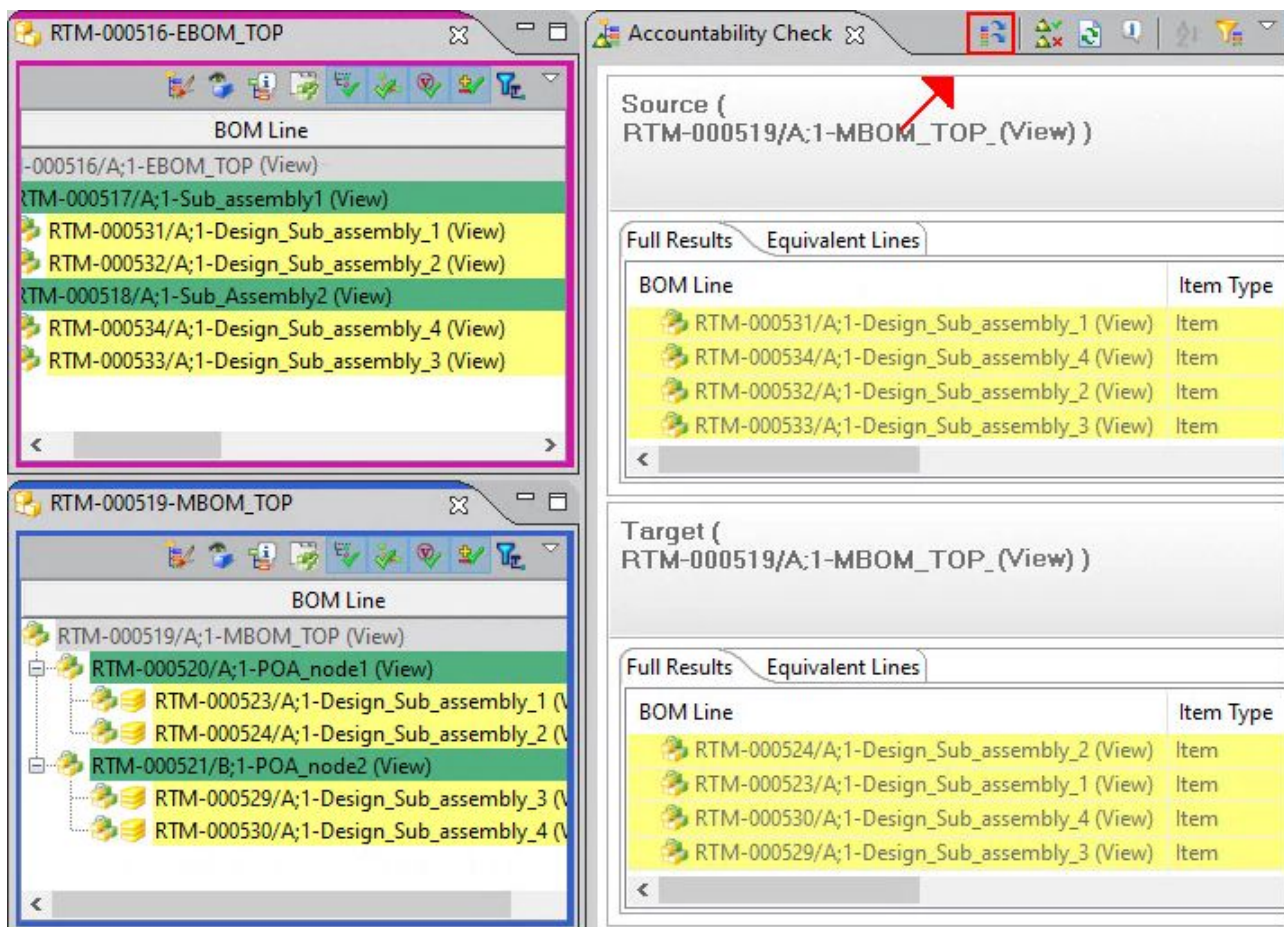 RTM-000516-EBOM_TOP
BOM Line
-000516/A;1-EBOM_TOP (View)
RTM-000517/A;1-Sub_assembly1 (View)
RTM-000531/A;1-Design_Sub_assembly_1 (View)
RTM-000532/A;1-Design_Sub_assembly_2 (View)
RTM-000518/A;1-Sub_Assembly2 (View)
RTM-000534/A;1-Design_Sub_assembly_4 (View)
RTM-000533/A;1-Design_Sub_assembly_3 (View)
RTM-000519-MBOM_TOP
BOM Line
RTM-000519/A;1-MBOM_TOP (View)
RTM-000520/A;1-POA_node1 (View)
RTM-000523/A;1-Design_Sub_assembly_1 (V
RTM-000524/A;1-Design_Sub_assembly_2 (V
RTM-000521/B;1-POA_node2 (View)
RTM-000529/A;1-Design_Sub_assembly_3 (V
RTM-000530/A;1-Design_Sub_assembly_4 (V
Accountability Check
Source (
RTM-000519/A;1-MBOM_TOP_(View) )
Full Results Equivalent Lines
BOM Line Item Type
RTM-000531/A;1-Design_Sub_assembly_1 (View) Item
RTM-000534/A;1-Design_Sub_assembly_4 (View) Item
RTM-000532/A;1-Design_Sub_assembly_2 (View) Item
RTM-000533/A;1-Design_Sub_assembly_3 (View) Item
Target (
RTM-000519/A;1-MBOM_TOP_(View) )
Full Results Equivalent Lines
BOM Line Item Type
RTM-000524/A;1-Design_Sub_assembly_2 (View) Item
RTM-000523/A;1-Design_Sub_assembly_1 (View) Item
RTM-000530/A;1-Design_Sub_assembly_4 (View) Item
RTM-000529/A;1-Design_Sub_assembly_3 (View) Item